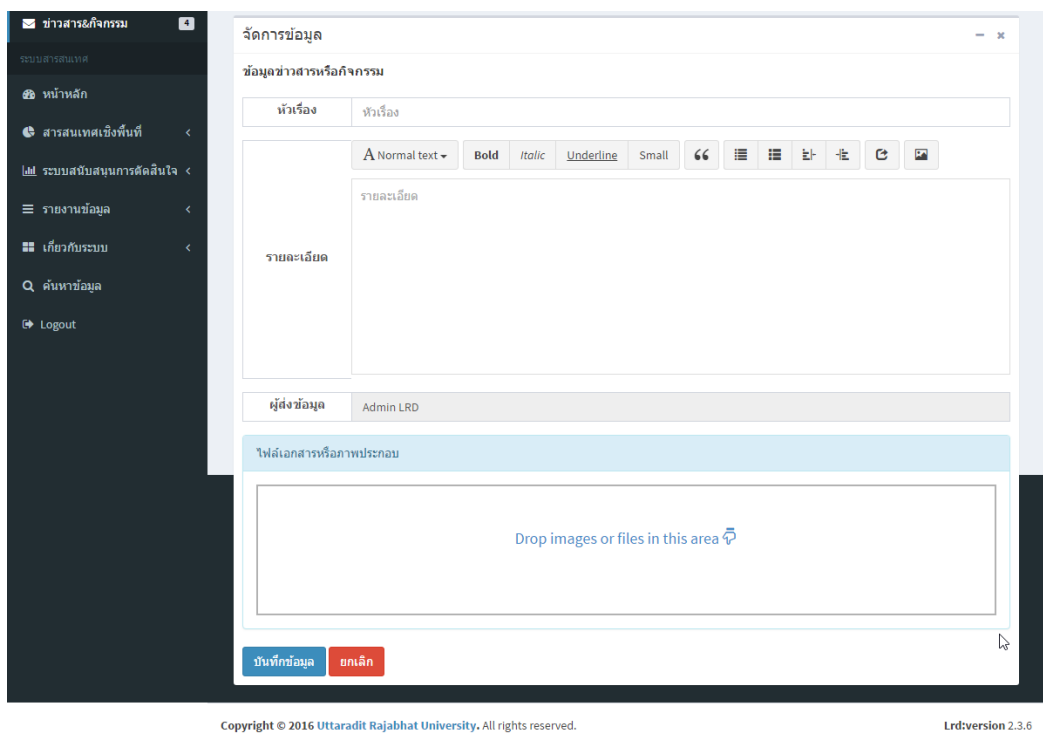 ข่าวสาร&กิจกรรม 4
ระบบสารสนเทศ
หน้าหลัก
สารสนเทศเชิงพื้นที่
ระบบสนับสนุนการตัดสินใจ
รายงานข้อมูล
เกี่ยวกับระบบ
ค้นหาข้อมูล
Logout
จัดการข้อมูล
ข้อมูลข่าวสารหรือกิจกรรม
หัวเรื่อง หัวเรื่อง
A Normal text Bold Italic Underline Small
รายละเอียด
รายละเอียด
ผู้ส่งข้อมูล Admin LRD
ไฟล์เอกสารหรือภาพประกอบ
Drop images or files in this area
บันทึกข้อมูล ยกเลิก
Copyright © 2016 Uttaradit Rajabhat University. All rights reserved. Lrd:version 2.3.6